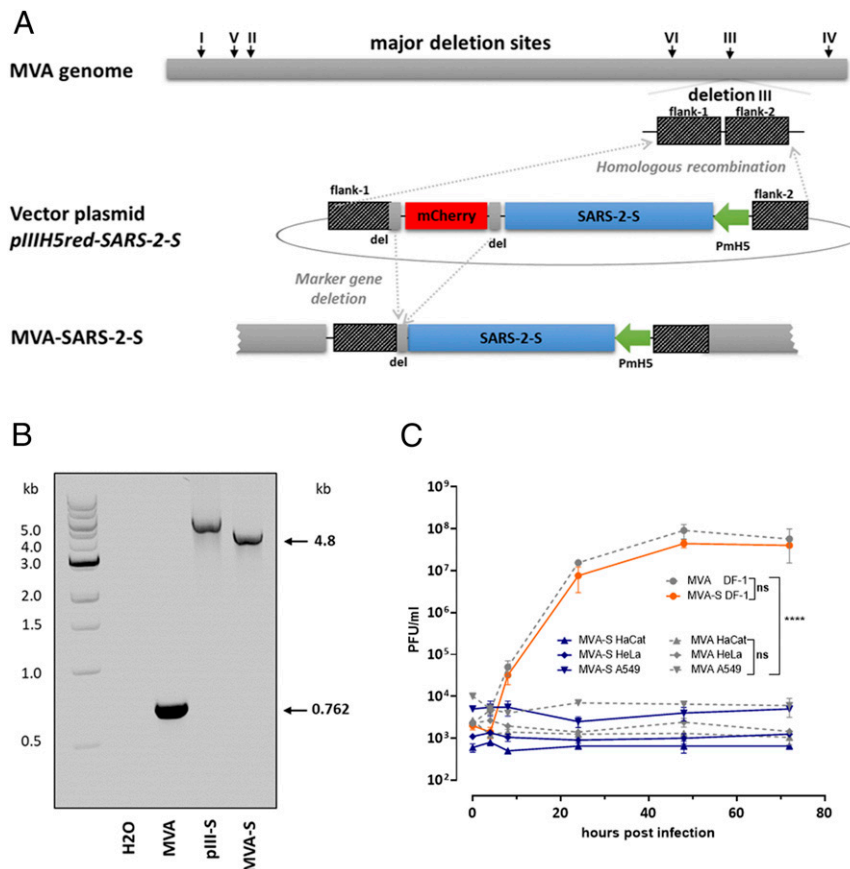 A
I V II major deletion sites VI III IV
MVA genome
deletion III
flank-1 flank-2
Homologous recombination
flank-1 flank-2
Vector plasmid
pIIIH5red-SARS-2-S
mCherry SARS-2-S
del del PmH5
Marker gene
deletion
MVA-SARS-2-S
SARS-2-S
del PmH5
B
kb kb
5.0
4.0
3.0
2.0
1.5
1.0
0.5
4.8
0.762
H2O
MVA
pIII-S
MVA-S
C
PFU/ml
10⁹
10⁸
10⁷
10⁶
10⁵
10⁴
10³
10²
MVA DF-1
MVA-S DF-1
ns
****
MVA-S HaCat MVA HaCat
MVA-S HeLa MVA HeLa
MVA-S A549 MVA A549
ns
0 20 40 60 80
hours post infection